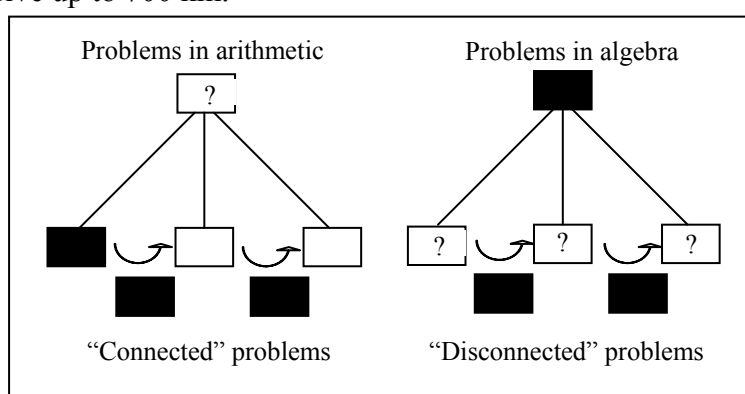 Problems in arithmetic Problems in algebra
?
? ? ?
“Connected” problems “Disconnected” problems